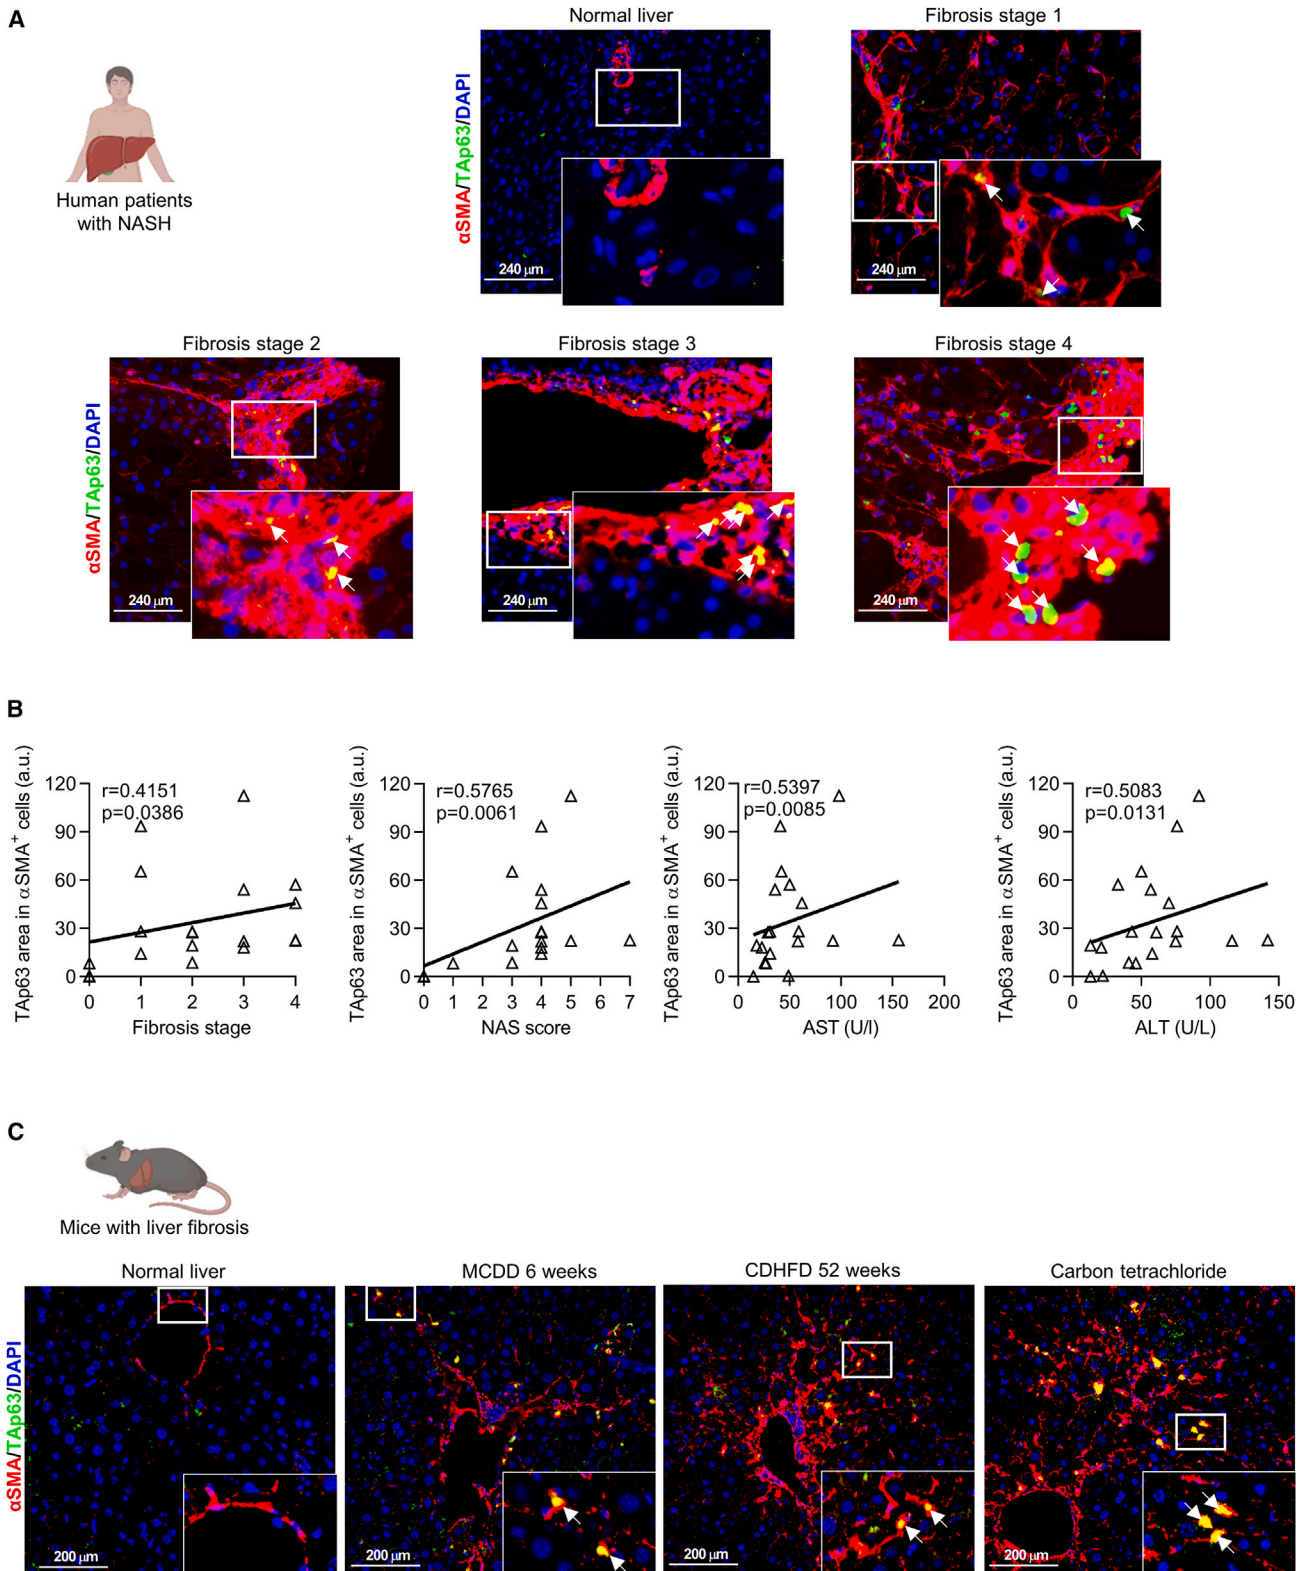 A
Human patients
with NASH
Normal liver
Fibrosis stage 1
αSMA/TAp63/DAPI
240 μm
240 μm
Fibrosis stage 2
Fibrosis stage 3
Fibrosis stage 4
αSMA/TAp63/DAPI
240 μm
240 μm
240 μm
B
TAp63 area in αSMA⁺ cells (a.u.)
120
90
60
30
0
r=0.4151
p=0.0386
0 1 2 3 4
Fibrosis stage
TAp63 area in αSMA⁺ cells (a.u.)
120
90
60
30
0
r=0.5765
p=0.0061
0 1 2 3 4 5 6 7
NAS score
TAp63 area in αSMA⁺ cells (a.u.)
120
90
60
30
0
r=0.5397
p=0.0085
0 50 100 150 200
AST (U/l)
TAp63 area in αSMA⁺ cells (a.u.)
120
90
60
30
0
r=0.5083
p=0.0131
0 50 100 150
ALT (U/L)
C
Mice with liver fibrosis
Normal liver
MCDD 6 weeks
CDHFD 52 weeks
Carbon tetrachloride
αSMA/TAp63/DAPI
200 μm
200 μm
200 μm
200 μm